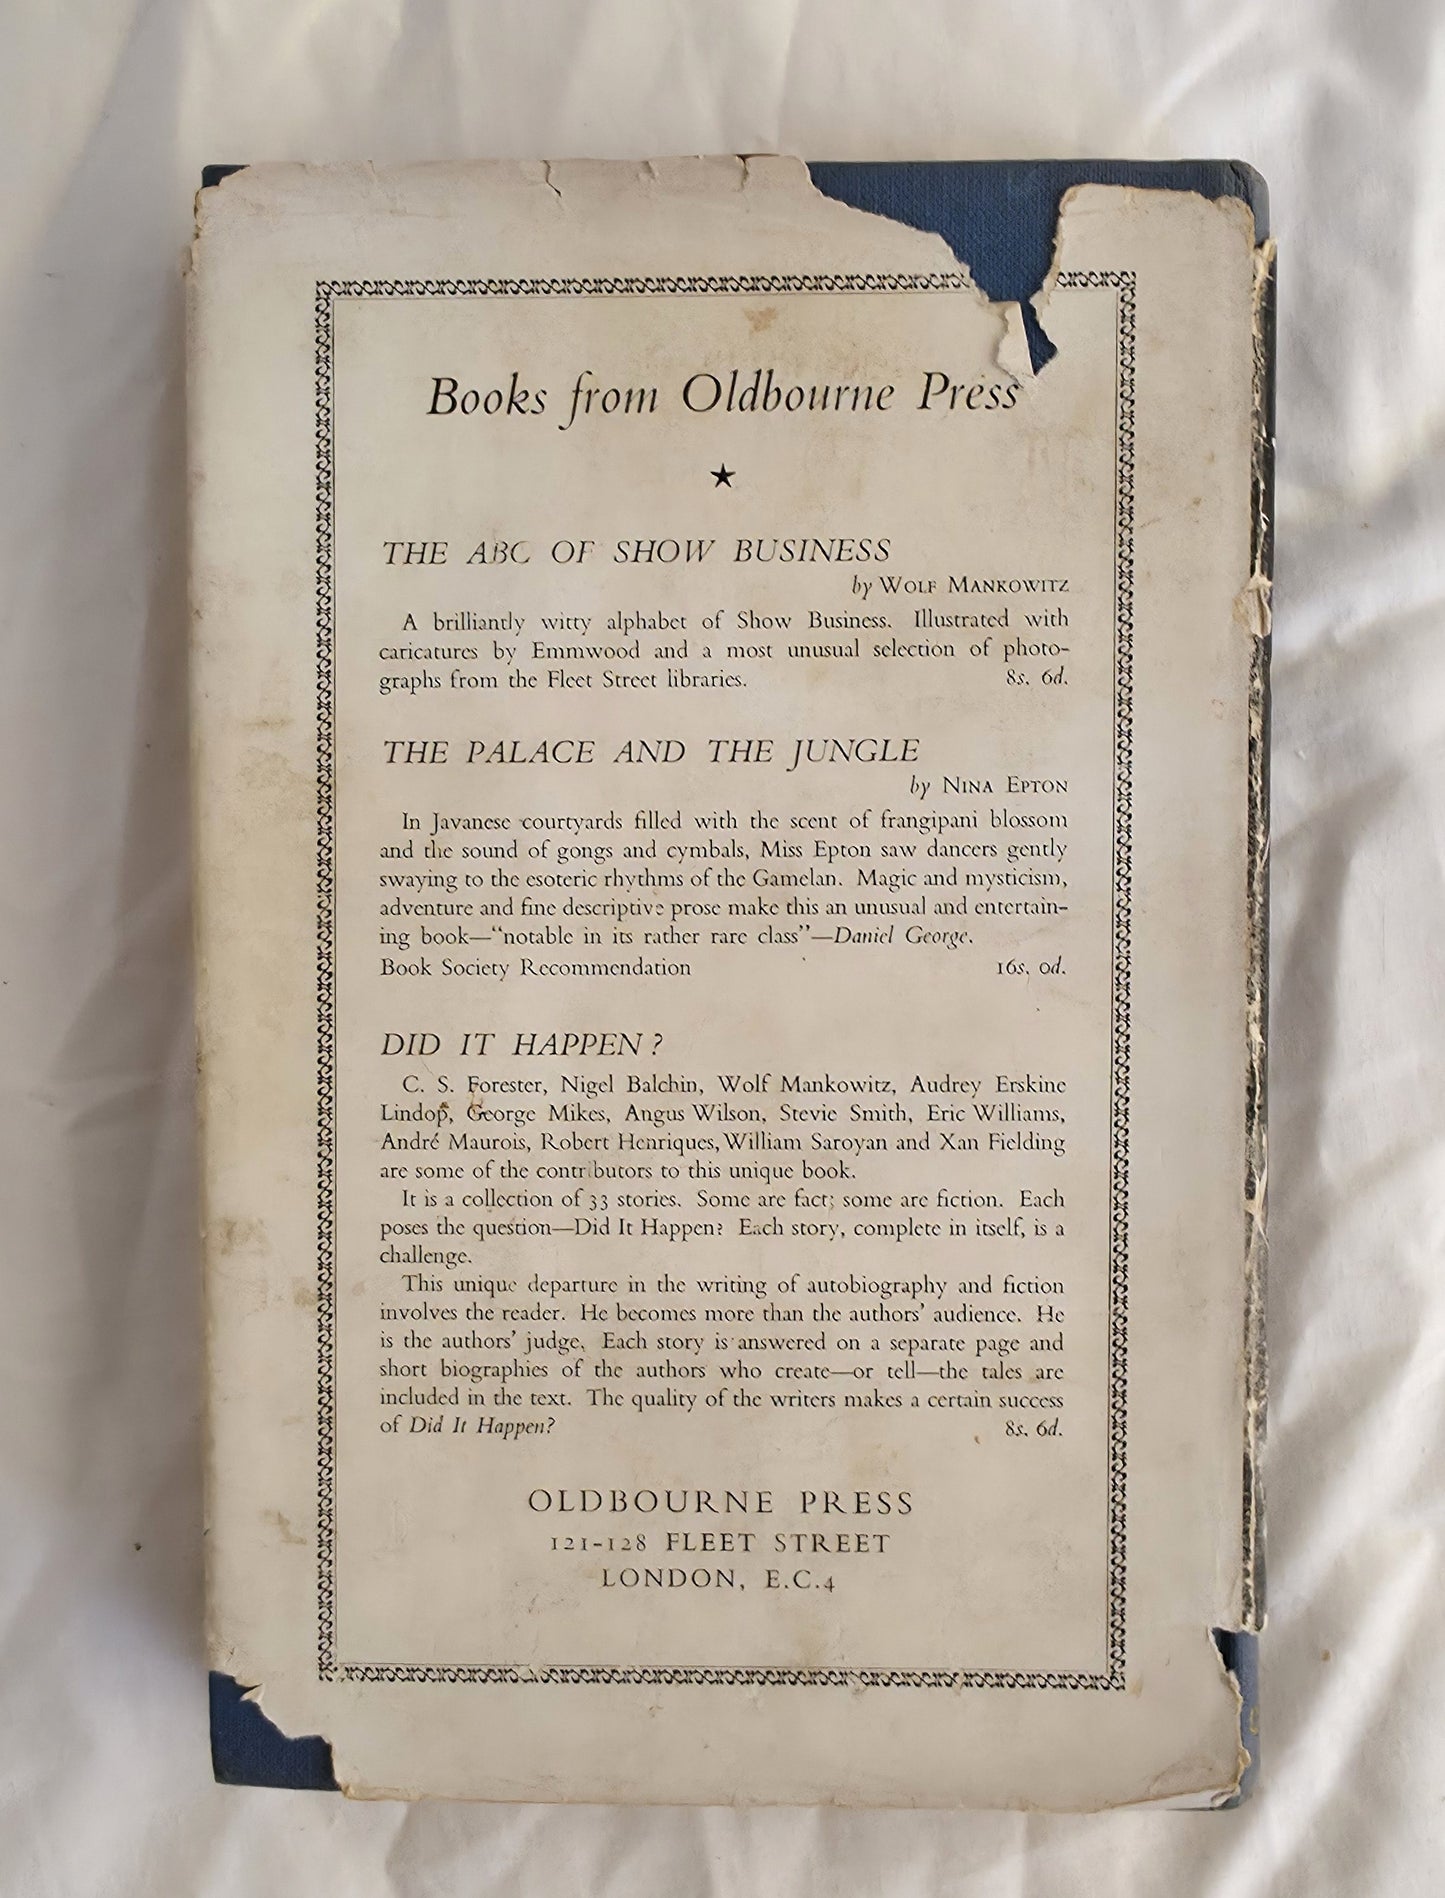 Books from Oldbourne Press
★
THE ABC OF SHOW BUSINESS
by WOLF MANKOWITZ
A brilliantly witty alphabet of Show Business. Illustrated with
caricatures by Emmwood and a most unusual selection of photo-
graphs from the Fleet Street libraries. 8s. 6d.
THE PALACE AND THE JUNGLE
by NINA EPTON
In Javanese courtyards filled with the scent of frangipani blossom
and the sound of gongs and cymbals, Miss Epton saw dancers gently
swaying to the esoteric rhythms of the Gamelan. Magic and mysticism,
adventure and fine descriptive prose make this an unusual and entertain-
ing book—“notable in its rather rare class”—Daniel George.
Book Society Recommendation 16s. 0d.
DID IT HAPPEN?
C. S. Forester, Nigel Balchin, Wolf Mankowitz, Audrey Erskine
Lindop, George Mikes, Angus Wilson, Stevie Smith, Eric Williams,
André Maurois, Robert Henriques, William Saroyan and Xan Fielding
are some of the contributors to this unique book.
It is a collection of 33 stories. Some are fact; some are fiction. Each
poses the question—Did It Happen? Each story, complete in itself, is a
challenge.
This unique departure in the writing of autobiography and fiction
involves the reader. He becomes more than the authors’ audience. He
is the authors’ judge. Each story is answered on a separate page and
short biographies of the authors who create—or tell—the tales are
included in the text. The quality of the writers makes a certain success
of Did It Happen? 8s. 6d.
OLDBOURNE PRESS
121-128 FLEET STREET
LONDON, E.C.4